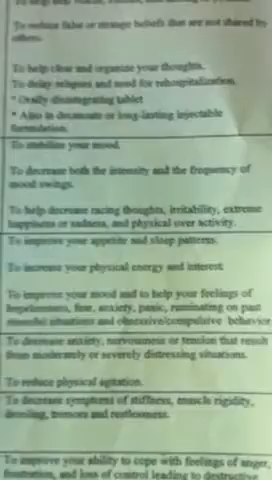 To reduce false or strange beliefs that are not shared by
others.
To help clear and organize your thoughts.
To delay relapses and need for rehospitalization.
* Orally disintegrating tablet
* Also in decanoate or long-lasting injectable
formulation.
To stabilize your mood.
To decrease both the intensity and the frequency of
mood swings.
To help decrease racing thoughts, irritability, extreme
happiness or sadness, and physical over activity.
To improve your appetite and sleep patterns.
To increase your physical energy and interest.
To improve your mood and to help your feelings of
hopelessness, fear, anxiety, panic, ruminating on past
situations and obsessive/compulsive behavior
To decrease anxiety, nervousness or tension that result
from moderately or severely distressing situations.
To reduce physical agitation.
To decrease symptoms of stiffness, muscle rigidity,
drooling, tremors and restlessness.
To improve your ability to cope with feelings of anger,
frustration, and loss of control leading to destructive